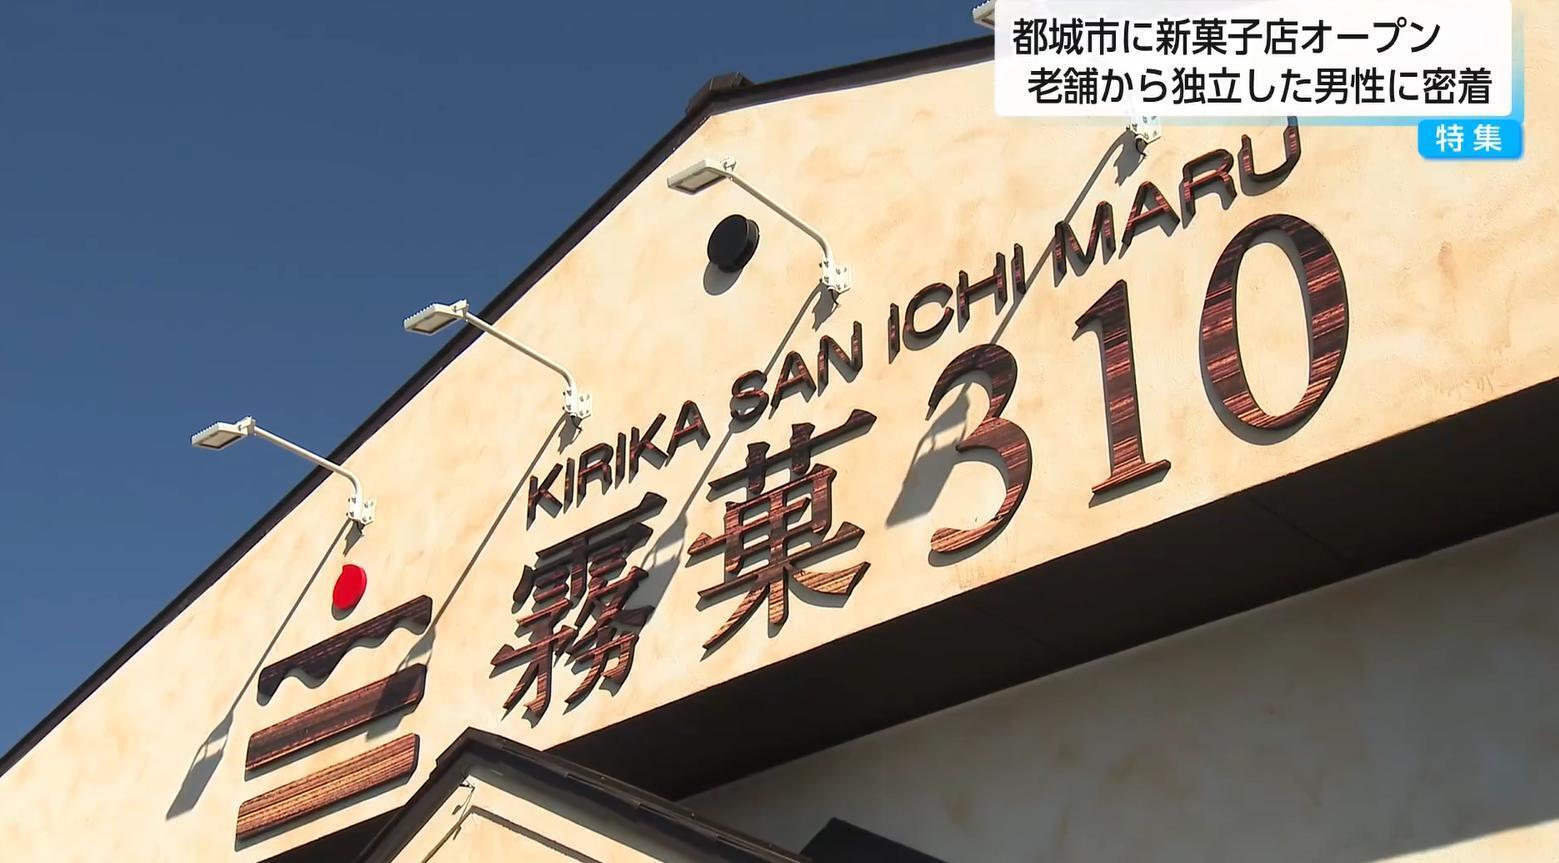 都城市に新菓子店オープン
老舗から独立した男性に密着
特集
KIRIKA SAN ICHI MARU
霧菓310